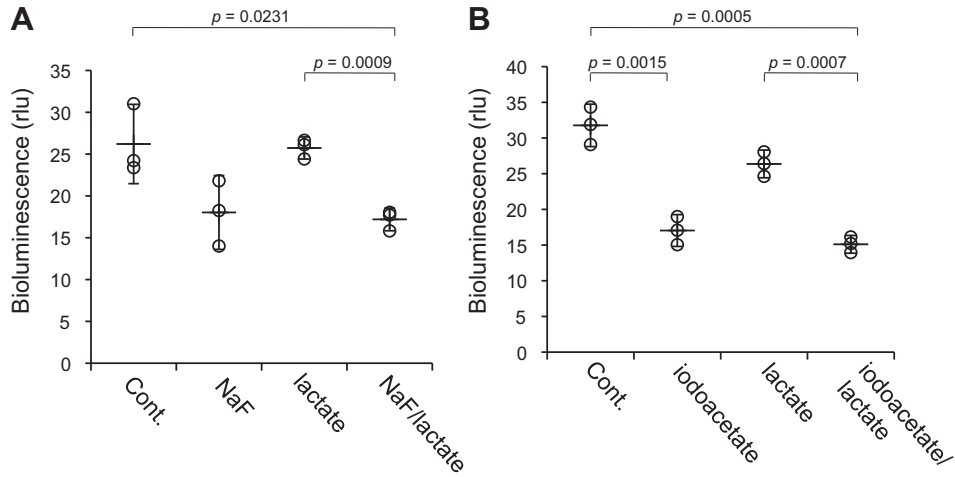 A
p = 0.0231
p = 0.0009
Bioluminescence (rlu)
35
30
25
20
15
10
5
0
Cont.
NaF
lactate
NaF/lactate
B
p = 0.0005
p = 0.0015
p = 0.0007
Bioluminescence (rlu)
40
35
30
25
20
15
10
5
0
Cont.
iodoacetate
lactate
iodoacetate/
lactate